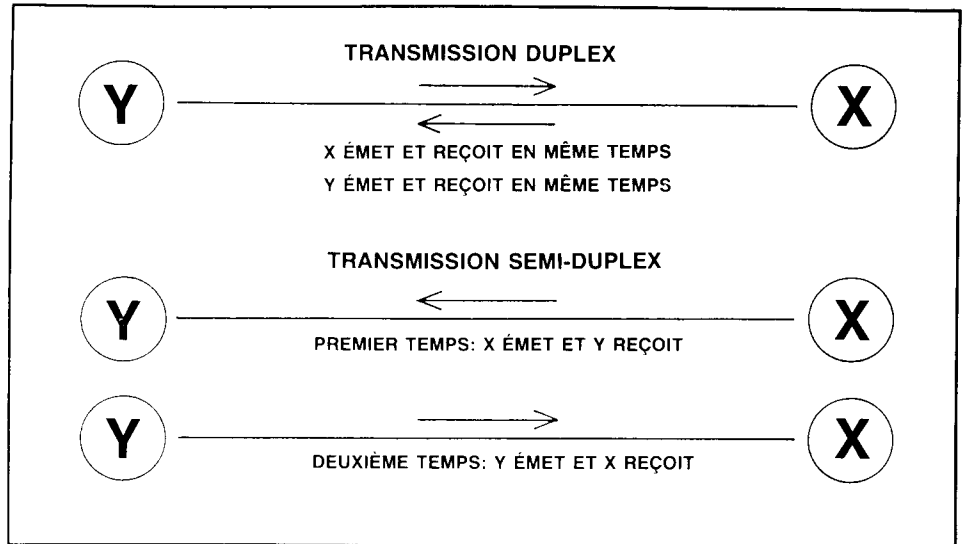 TRANSMISSION DUPLEX
Y X
X ÉMET ET REÇOIT EN MÊME TEMPS
Y ÉMET ET REÇOIT EN MÊME TEMPS
TRANSMISSION SEMI-DUPLEX
Y X
PREMIER TEMPS: X ÉMET ET Y REÇOIT
Y X
DEUXIÈME TEMPS: Y ÉMET ET X REÇOIT